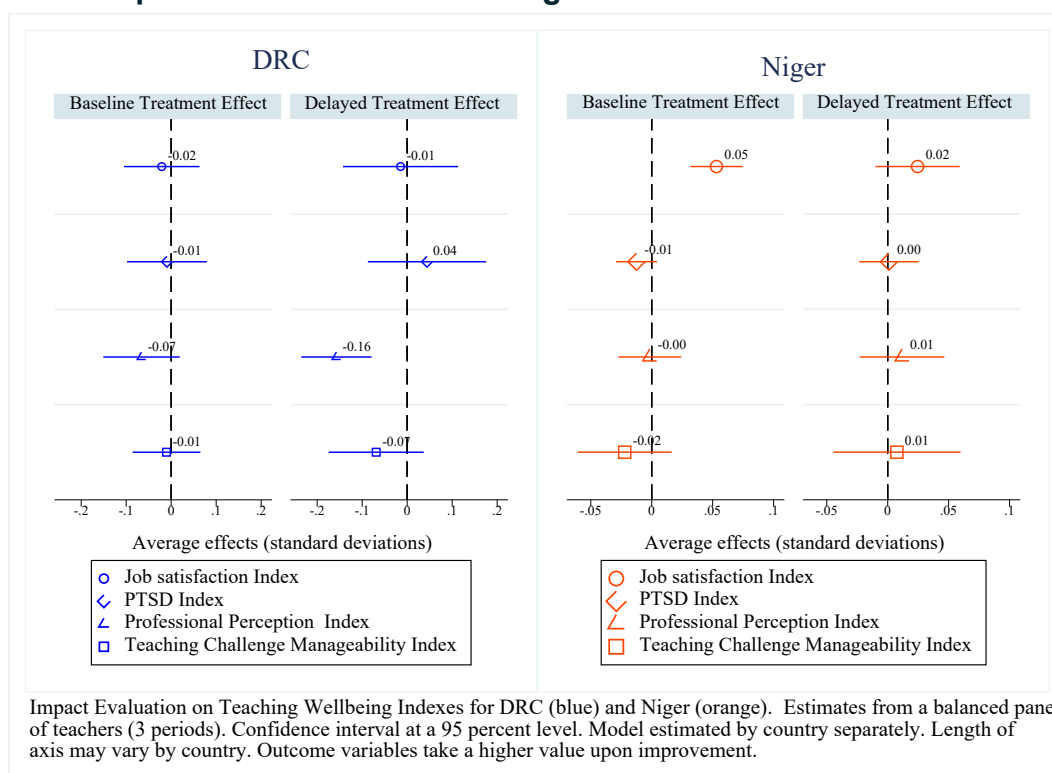 DRC
Niger
Baseline Treatment Effect
Delayed Treatment Effect
Baseline Treatment Effect
Delayed Treatment Effect
-0.02
-0.01
0.05
0.02
-0.01
0.04
-0.01
0.00
-0.07
-0.16
-0.00
0.01
-0.01
-0.07
-0.02
0.01
-.2 -.1 0 .1 .2
-.2 -.1 0 .1 .2
-.05 0 .05 .1
-.05 0 .05 .1
Average effects (standard deviations)
Average effects (standard deviations)
Job satisfaction Index
PTSD Index
Professional Perception Index
Teaching Challenge Manageability Index
Job satisfaction Index
PTSD Index
Professional Perception Index
Teaching Challenge Manageability Index
Impact Evaluation on Teaching Wellbeing Indexes for DRC (blue) and Niger (orange). Estimates from a balanced pane
of teachers (3 periods). Confidence interval at a 95 percent level. Model estimated by country separately. Length of
axis may vary by country. Outcome variables take a higher value upon improvement.